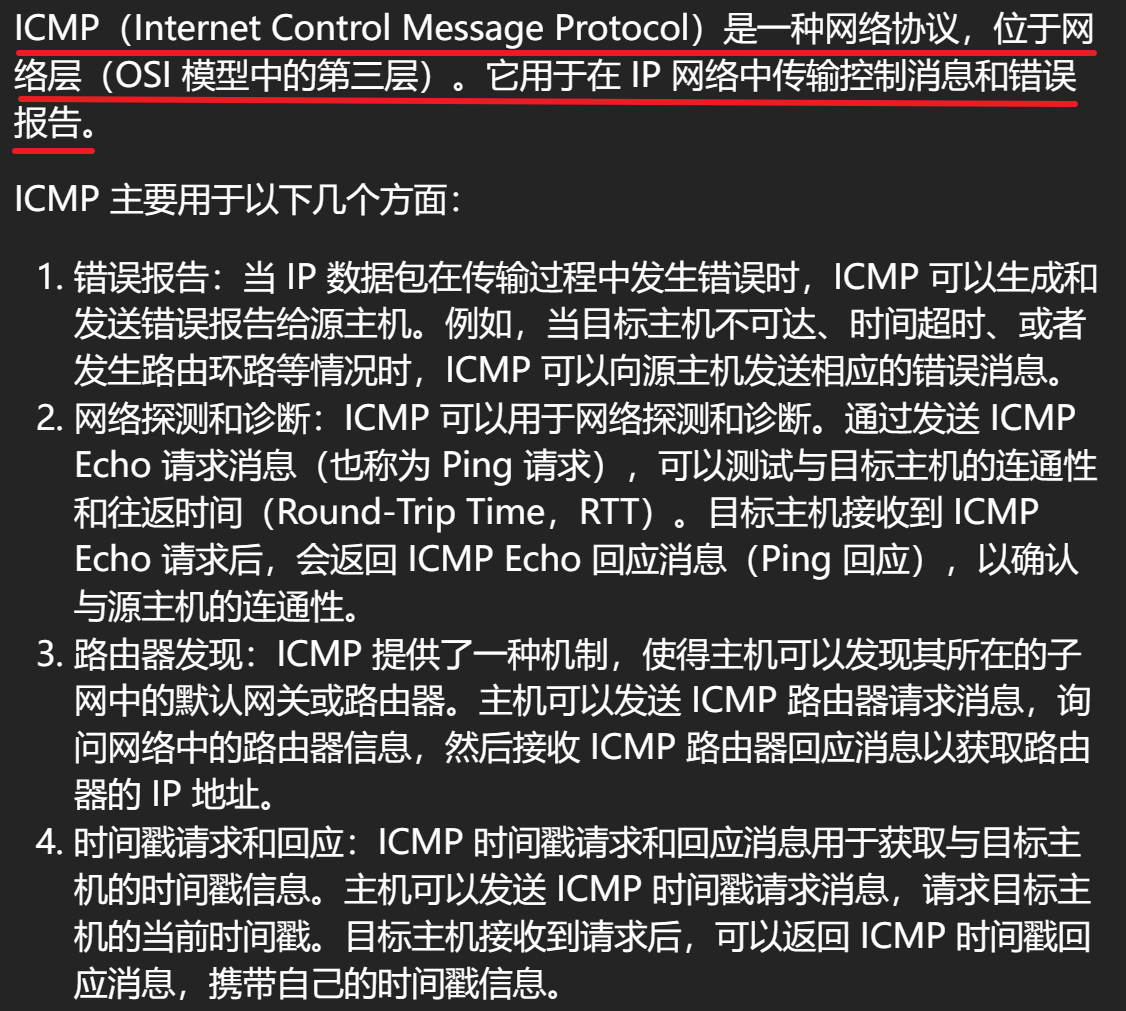 ICMP（Internet Control Message Protocol）是一种网络协议，位于网
络层（OSI 模型中的第三层）。它用于在 IP 网络中传输控制消息和错误
报告。
ICMP 主要用于以下几个方面：
1. 错误报告：当 IP 数据包在传输过程中发生错误时，ICMP 可以生成和
发送错误报告给源主机。例如，当目标主机不可达、时间超时、或者
发生路由环路等情况时，ICMP 可以向源主机发送相应的错误消息。
2. 网络探测和诊断：ICMP 可以用于网络探测和诊断。通过发送 ICMP
Echo 请求消息（也称为 Ping 请求），可以测试与目标主机的连通性
和往返时间（Round-Trip Time，RTT）。目标主机接收到 ICMP
Echo 请求后，会返回 ICMP Echo 回应消息（Ping 回应），以确认
与源主机的连通性。
3. 路由器发现：ICMP 提供了一种机制，使得主机可以发现其所在的子
网中的默认网关或路由器。主机可以发送 ICMP 路由器请求消息，询
问网络中的路由器信息，然后接收 ICMP 路由器回应消息以获取路由
器的 IP 地址。
4. 时间戳请求和回应：ICMP 时间戳请求和回应消息用于获取与目标主
机的时间戳信息。主机可以发送 ICMP 时间戳请求消息，请求目标主
机的当前时间戳。目标主机接收到请求后，可以返回 ICMP 时间戳回
应消息，携带自己的时间戳信息。